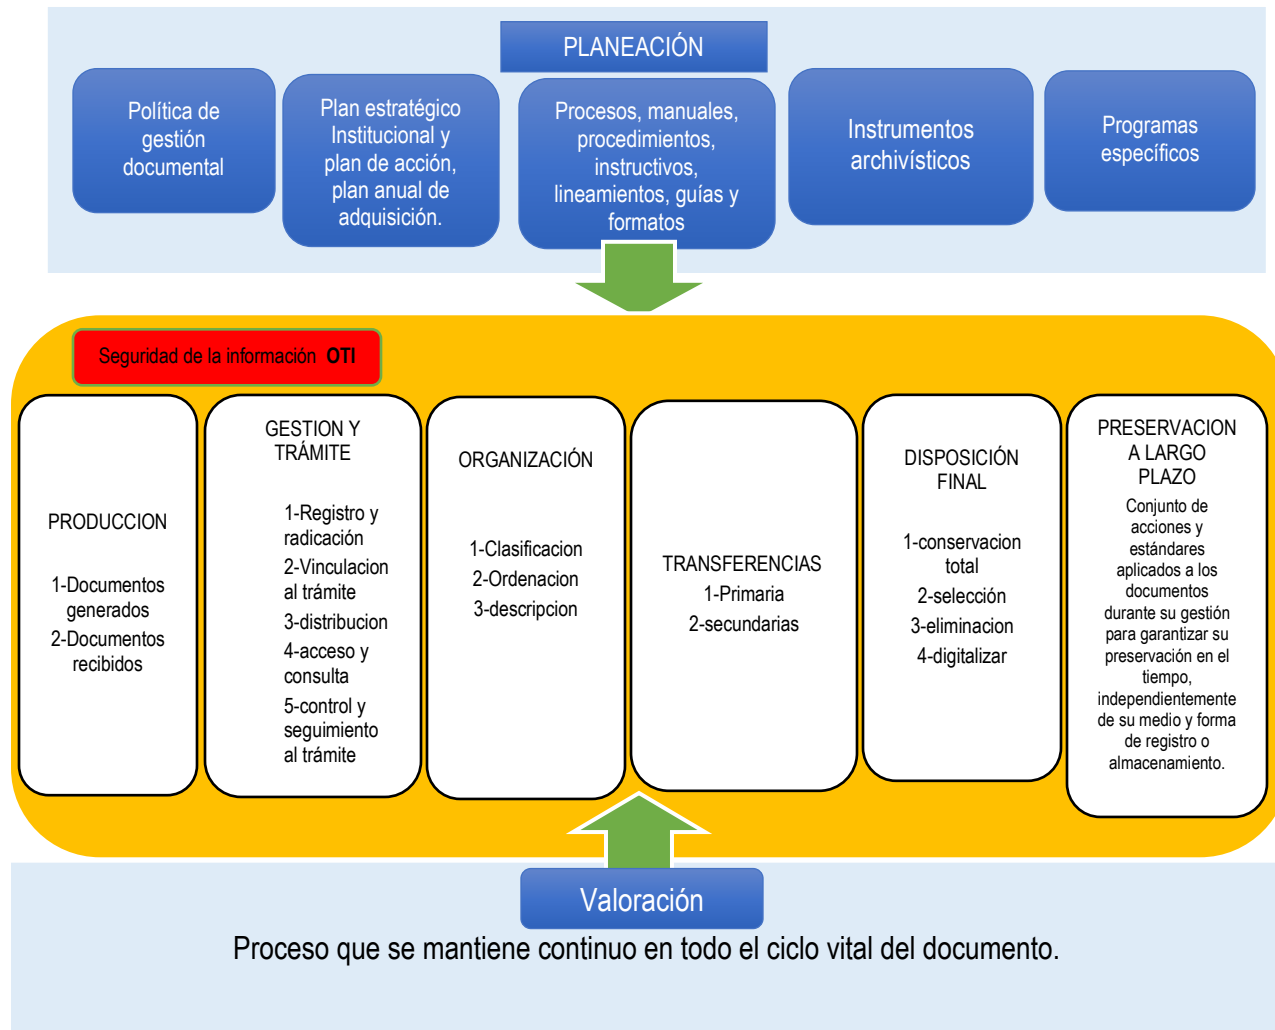 PLANEACIÓN
Política de
gestión
documental
Plan estratégico
Institucional y
plan de acción,
plan anual de
adquisición.
Procesos, manuales,
procedimientos,
instructivos,
lineamientos, guías y
formatos
Instrumentos
archivísticos
Programas
específicos
Seguridad de la información OTI
PRODUCCION
1-Documentos
generados
2-Documentos
recibidos
GESTION Y
TRÁMITE
1-Registro y
radicación
2-Vinculacion
al trámite
3-distribucion
4-acceso y
consulta
5-control y
seguimiento
al trámite
ORGANIZACIÓN
1-Clasificacion
2-Ordenacion
3-descripcion
TRANSFERENCIAS
1-Primaria
2-secundarias
DISPOSICIÓN
FINAL
1-conservacion
total
2-selección
3-eliminacion
4-digitalizar
PRESERVACION
A LARGO
PLAZO
Conjunto de
acciones y
estándares
aplicados a los
documentos
durante su gestión
para garantizar su
preservación en el
tiempo,
independientemente
de su medio y forma
de registro o
almacenamiento.
Valoración
Proceso que se mantiene continuo en todo el ciclo vital del documento.